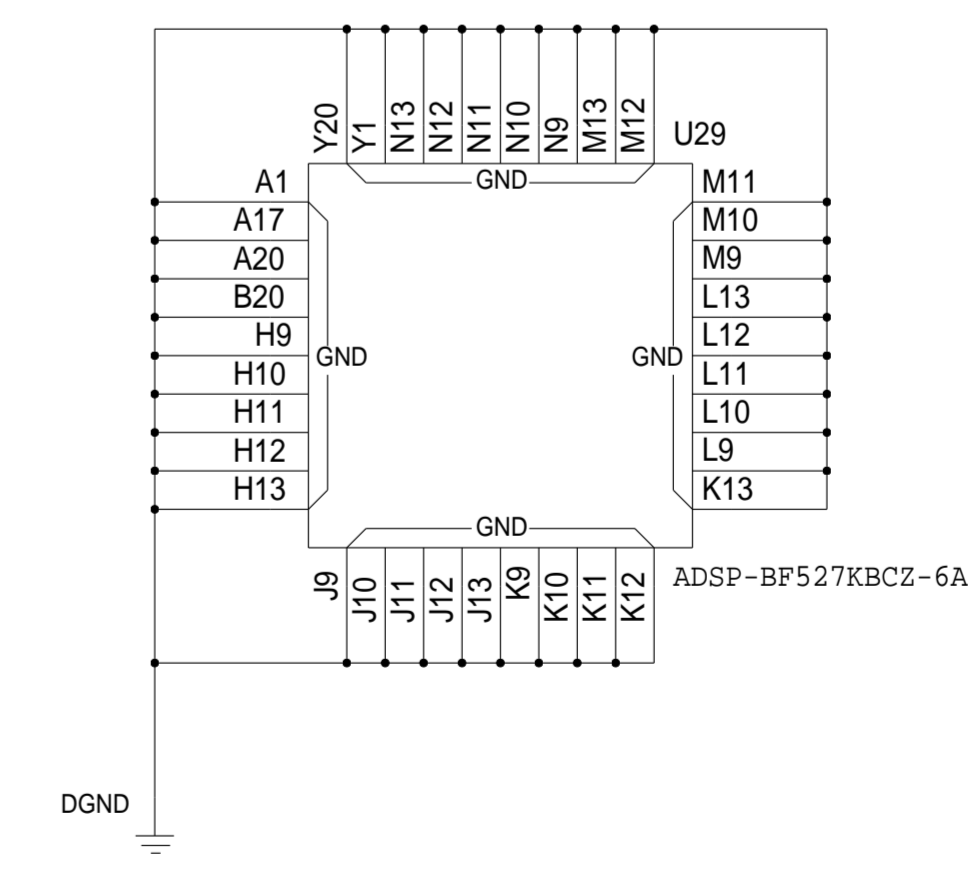 Y20
Y1
N13
N12
N11
N10
N9
M13
M12
U29
GND
A1
A17
A20
B20
H9
H10
H11
H12
H13
GND
GND
M11
M10
M9
L13
L12
L11
L10
L9
K13
GND
J9
J10
J11
J12
J13
K9
K10
K11
K12
ADSP-BF527KBCZ-6A
DGND